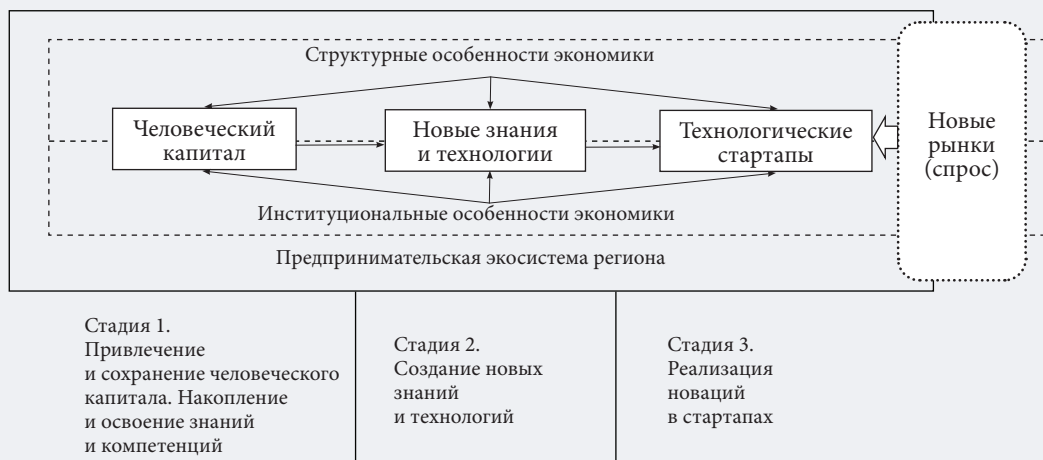 Структурные особенности экономики
Человеческий
капитал
Новые знания
и технологии
Технологические
стартапы
Новые
рынки
(спрос)
Институциональные особенности экономики
Предпринимательская экосистема региона
Стадия 1.
Привлечение
и сохранение человеческого
капитала. Накопление
и освоение знаний
и компетенций
Стадия 2.
Создание новых
знаний
и технологий
Стадия 3.
Реализация
новаций
в стартапах